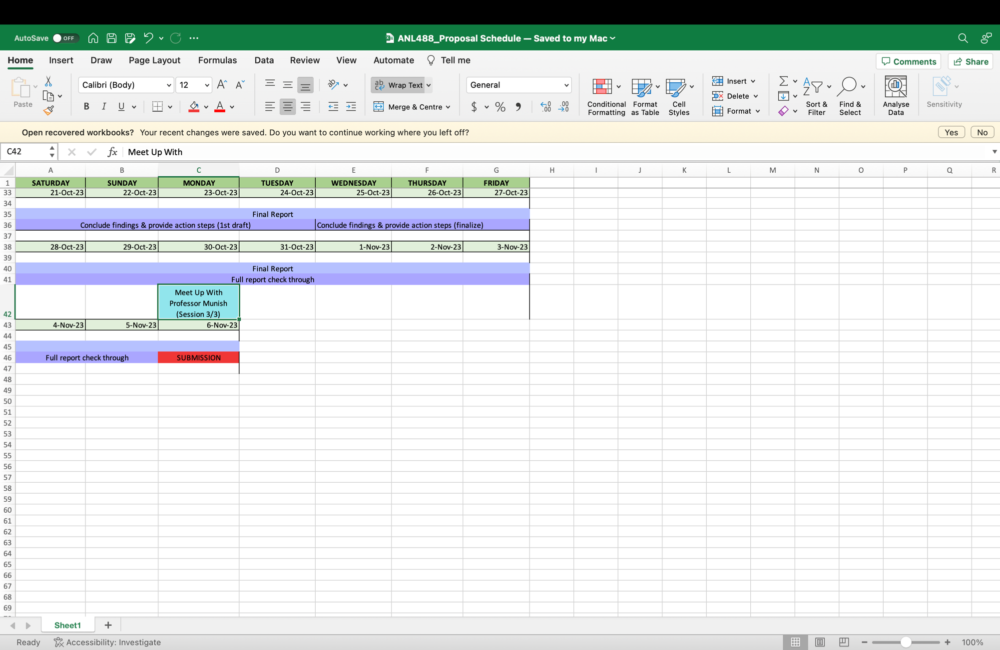 AutoSave OFF ANL488_Proposal Schedule — Saved to my Mac
Home Insert Draw Page Layout Formulas Data Review View Automate Tell me Comments Share
Paste Calibri (Body) 12 A A Wrap Text General Conditional Formatting Format as Table Cell Styles Insert Delete Format Sort & Filter Find & Select Analyse Data Sensitivity
B I U A Merge & Centre $ % 9 .00 .00
Open recovered workbooks? Your recent changes were saved. Do you want to continue working where you left off? Yes No
C42 fx Meet Up With
A B C D E F G H I J K L M N O P Q R
1 SATURDAY SUNDAY MONDAY TUESDAY WEDNESDAY THURSDAY FRIDAY
33 21-Oct-23 22-Oct-23 23-Oct-23 24-Oct-23 25-Oct-23 26-Oct-23 27-Oct-23
34
35 Final Report
36 Conclude findings & provide action steps (1st draft) Conclude findings & provide action steps (finalize)
37
38 28-Oct-23 29-Oct-23 30-Oct-23 31-Oct-23 1-Nov-23 2-Nov-23 3-Nov-23
39
40 Final Report
41 Full report check through
Meet Up With
Professor Munish
42 (Session 3/3)
43 4-Nov-23 5-Nov-23 6-Nov-23
44
45
46 Full report check through SUBMISSION
47
48
49
50
51
52
53
54
55
56
57
58
59
60
61
62
63
64
65
66
67
68
69
Sheet1 +
Ready Accessibility: Investigate 100%